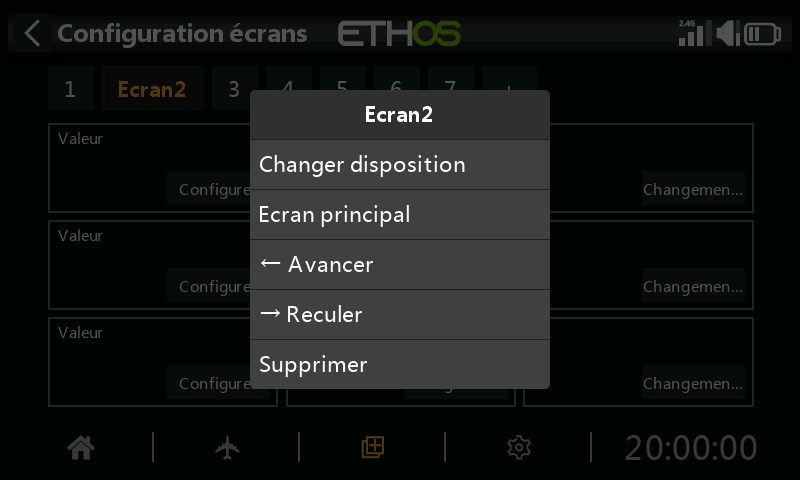 Configuration écrans ETHOS 2.4G
1 Ecran2 3 4 5 6 7 +
Ecran2
Valeur
Changer disposition
Configure Changemen...
Ecran principal
Valeur
← Avancer
Configure Changemen...
→ Reculer
Valeur
Supprimer
Configure Changemen...
20:00:00